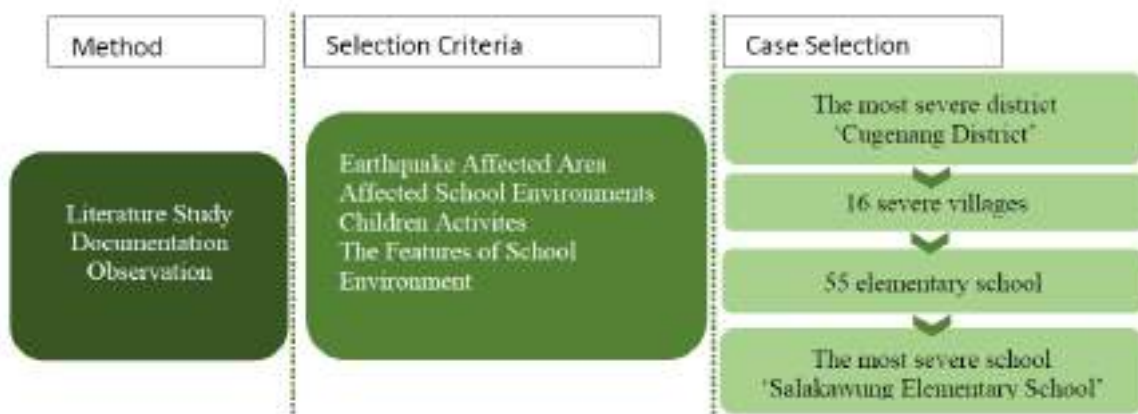 Method
Selection Criteria
Case Selection
Literature Study
Documentation
Observation
Earthquake Affected Area
Affected School Environments
Children Activites
The Features of School
Environment
The most severe district
'Cugenang District'
16 severe villages
55 elementary school
The most severe school
'Salakawung Elementary School'